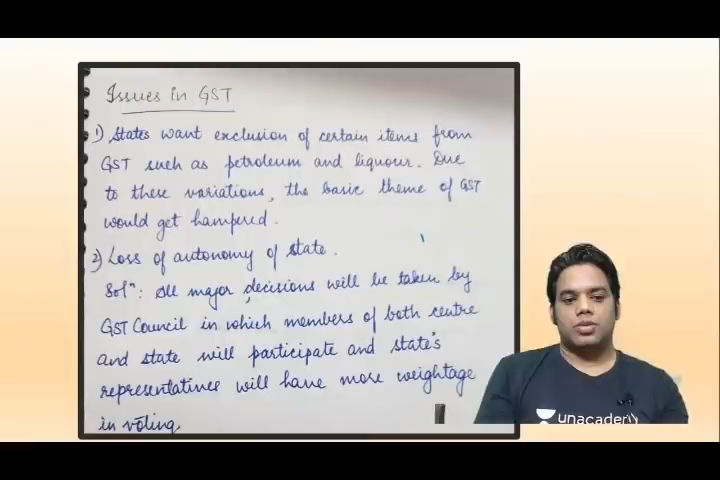 Issues in GST
1) States want exclusion of certain items from
GST such as petroleum and liquour. Due
to these variations, the basic theme of GST
would get hampered.
2) Loss of autonomy of state.
Solⁿ: All major decisions will be taken by
GST Council in which members of both centre
and state will participate and state's
representatives will have more weightage
in voting.
unacademy